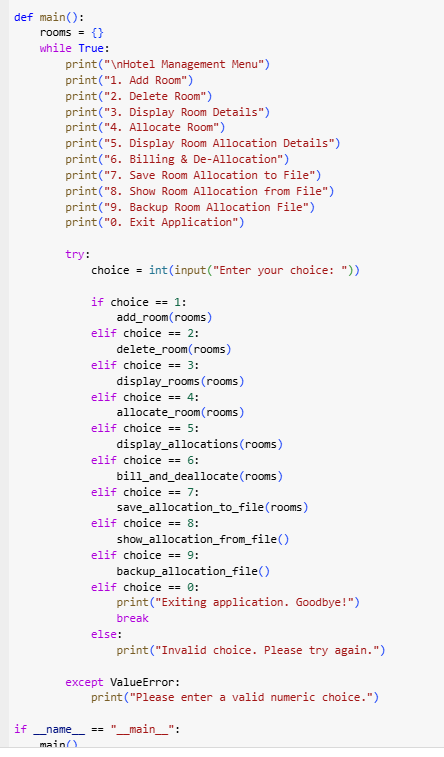 def main():
    rooms = {}
    while True:
        print("\nHotel Management Menu")
        print("1. Add Room")
        print("2. Delete Room")
        print("3. Display Room Details")
        print("4. Allocate Room")
        print("5. Display Room Allocation Details")
        print("6. Billing & De-Allocation")
        print("7. Save Room Allocation to File")
        print("8. Show Room Allocation from File")
        print("9. Backup Room Allocation File")
        print("0. Exit Application")

        try:
            choice = int(input("Enter your choice: "))

            if choice == 1:
                add_room(rooms)
            elif choice == 2:
                delete_room(rooms)
            elif choice == 3:
                display_rooms(rooms)
            elif choice == 4:
                allocate_room(rooms)
            elif choice == 5:
                display_allocations(rooms)
            elif choice == 6:
                bill_and_deallocate(rooms)
            elif choice == 7:
                save_allocation_to_file(rooms)
            elif choice == 8:
                show_allocation_from_file()
            elif choice == 9:
                backup_allocation_file()
            elif choice == 0:
                print("Exiting application. Goodbye!")
                break
            else:
                print("Invalid choice. Please try again.")

        except ValueError:
            print("Please enter a valid numeric choice.")

if __name__ == "__main__":
    main()